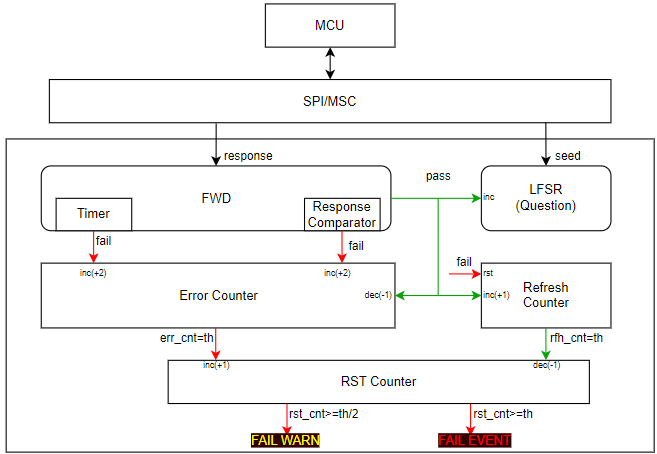 MCU
SPI/MSC
response
seed
FWD
Timer
Response
Comparator
pass
inc
LFSR
(Question)
fail
fail
fail
inc(+2)
inc(+2)
rst
Error Counter
dec(-1)
inc(+1)
Refresh
Counter
err_cnt=th
rfh_cnt=th
inc(+1)
dec(-1)
RST Counter
rst_cnt>=th/2
rst_cnt>=th
FAIL WARN
FAIL EVENT